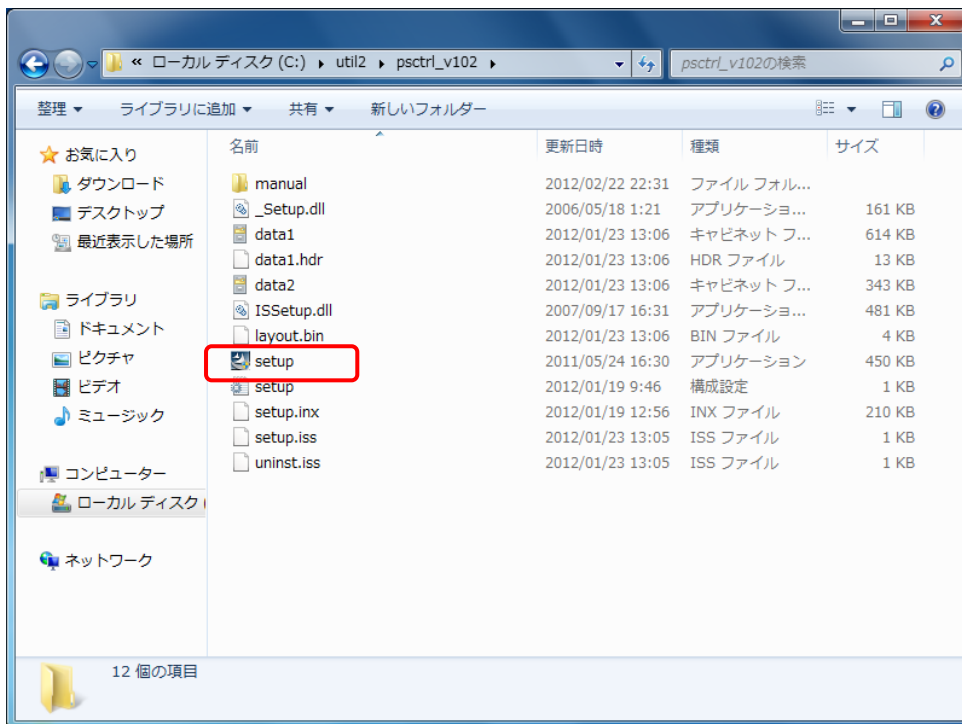 « ローカル ディスク (C:) ▸ util2 ▸ psctrl_v102 ▸
psctrl_v102の検索
整理 ライブラリに追加 共有 新しいフォルダー
お気に入り
ダウンロード
デスクトップ
最近表示した場所
ライブラリ
ドキュメント
ピクチャ
ビデオ
ミュージック
コンピューター
ローカル ディスク (
ネットワーク
名前 更新日時 種類 サイズ
manual 2012/02/22 22:31 ファイル フォル...
_Setup.dll 2006/05/18 1:21 アプリケーショ... 161 KB
data1 2012/01/23 13:06 キャビネット フ... 614 KB
data1.hdr 2012/01/23 13:06 HDR ファイル 13 KB
data2 2012/01/23 13:06 キャビネット フ... 343 KB
ISSetup.dll 2007/09/17 16:31 アプリケーショ... 481 KB
layout.bin 2012/01/23 13:06 BIN ファイル 4 KB
setup 2011/05/24 16:30 アプリケーション 450 KB
setup 2012/01/19 9:46 構成設定 1 KB
setup.inx 2012/01/19 12:56 INX ファイル 210 KB
setup.iss 2012/01/23 13:05 ISS ファイル 1 KB
uninst.iss 2012/01/23 13:05 ISS ファイル 1 KB
12 個の項目